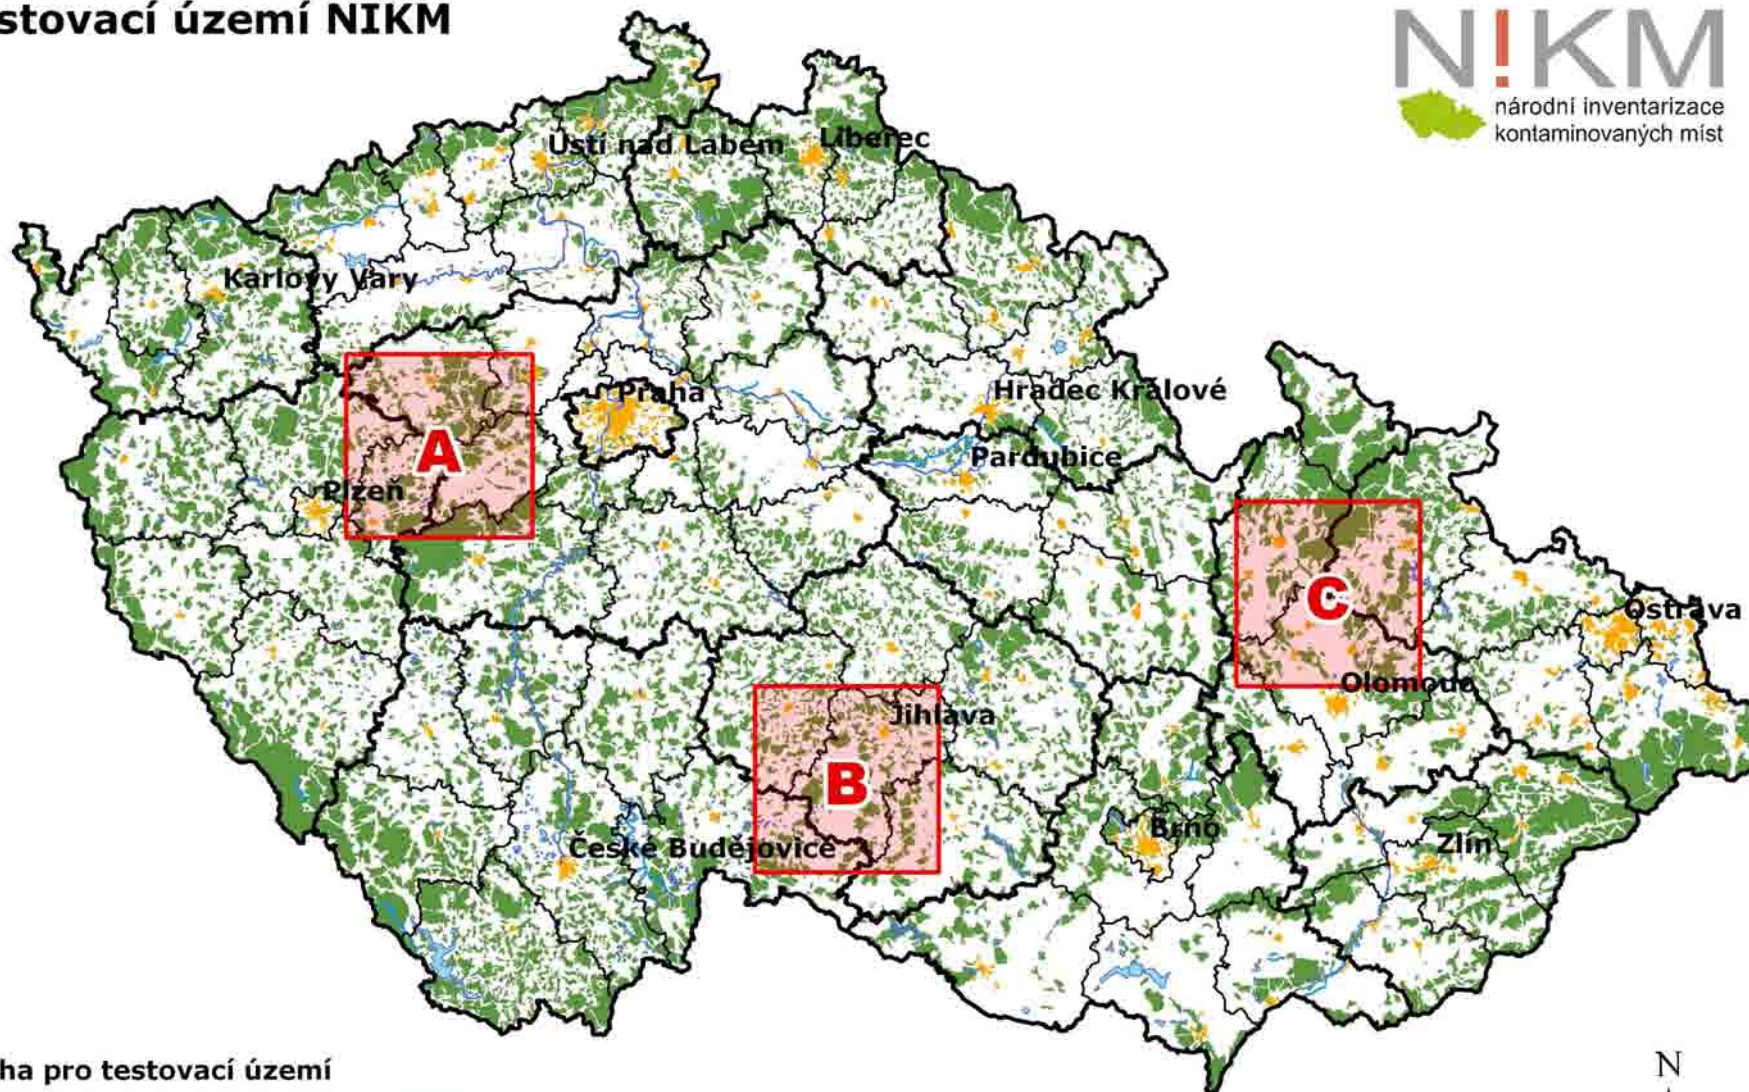 stovací území NIKM
N!KM
národní inventarizace
kontaminovaných míst
Ústí nad Labem
Liberec
Karlovy Vary
Praha
Hradec Králové
A
Pardubice
Plzeň
C
Ostrava
Olomouc
Jihlava
B
Brno
České Budějovice
Zlín
ha pro testovací území
N